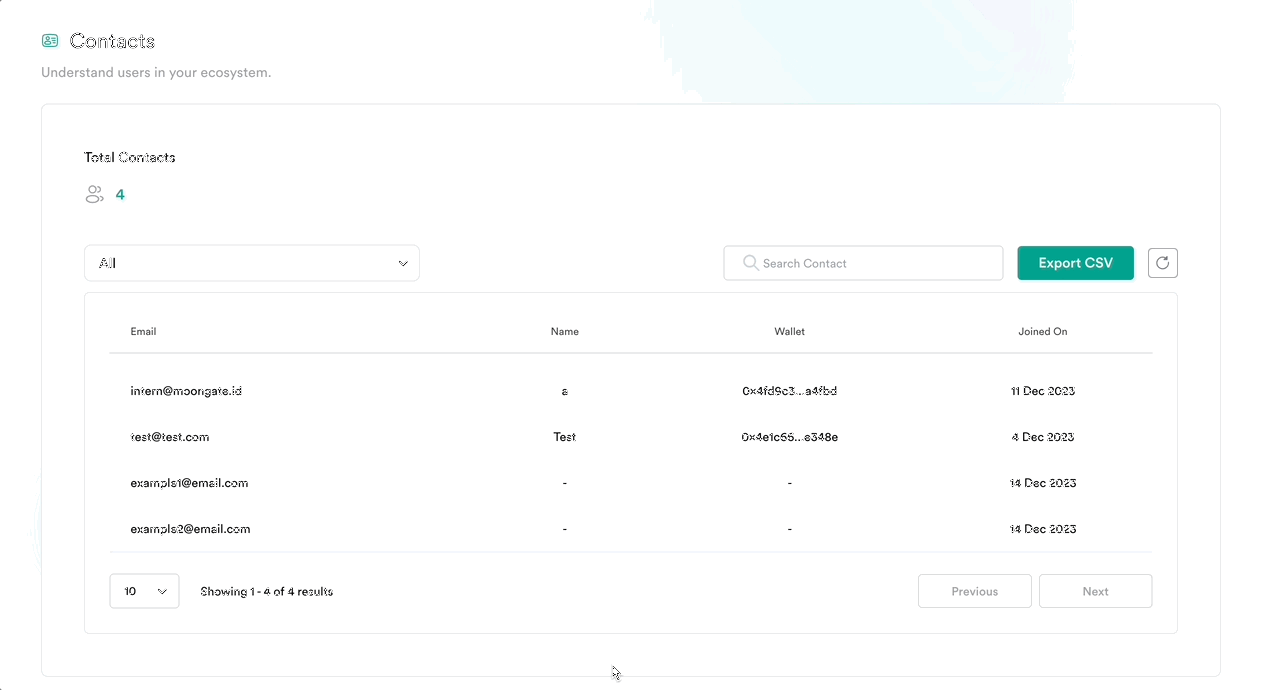 Contacts
Understand users in your ecosystem.
Total Contacts
4
All
Search Contact
Export CSV
Email Name Wallet Joined On
intern@moongate.id a 0x4fd9c3...a4fbd 11 Dec 2023
test@test.com Test 0x4e1c56...e348e 4 Dec 2023
example1@email.com - - 14 Dec 2023
example2@email.com - - 14 Dec 2023
10 Showing 1 - 4 of 4 results Previous Next